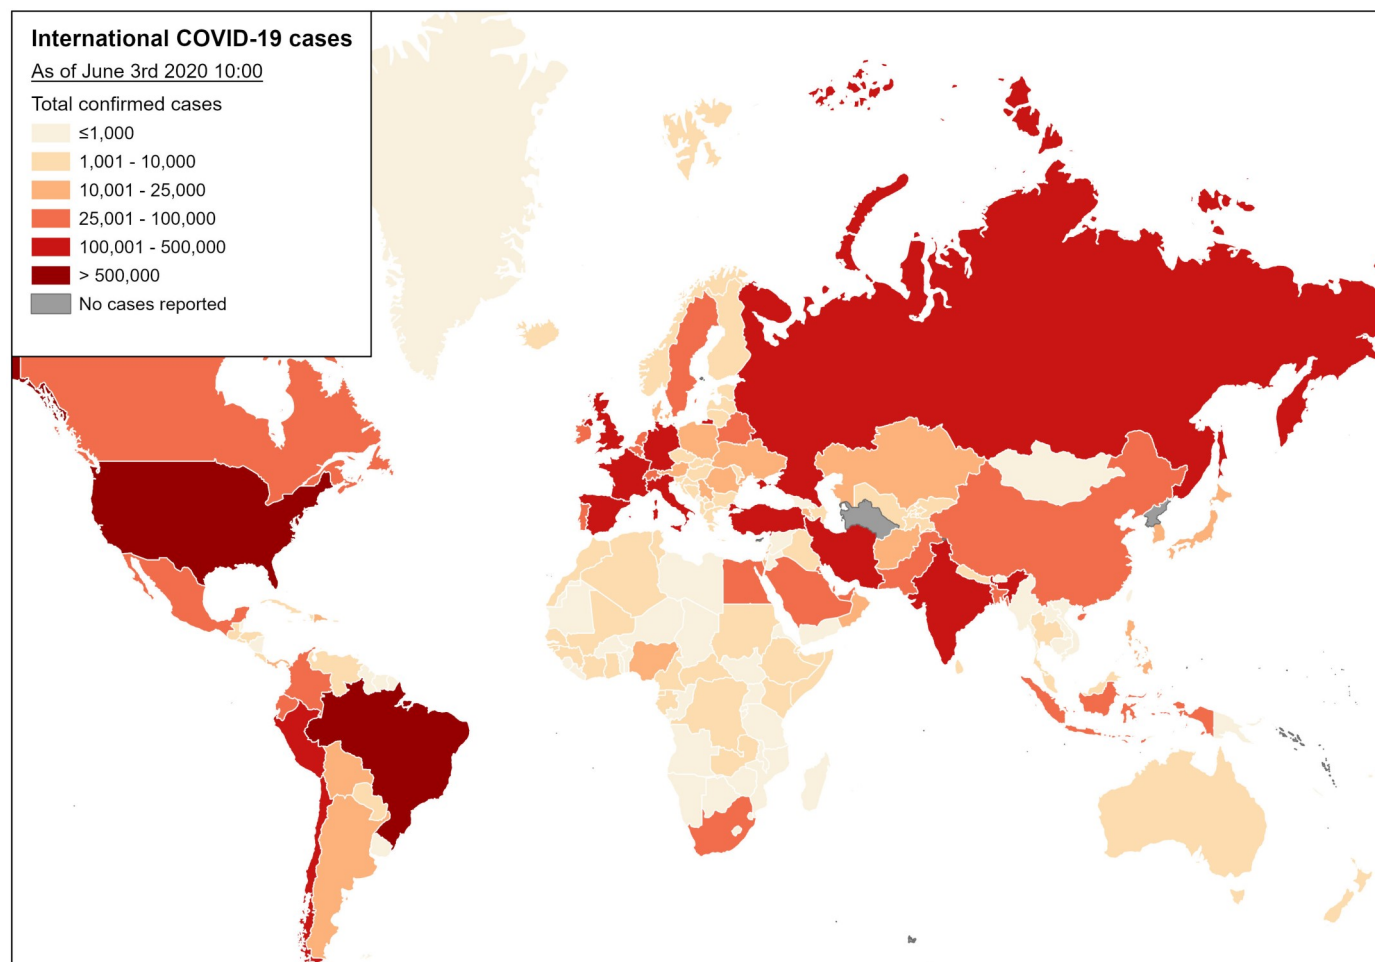 International COVID-19 cases
As of June 3rd 2020 10:00
Total confirmed cases
≤1,000
1,001 - 10,000
10,001 - 25,000
25,001 - 100,000
100,001 - 500,000
> 500,000
No cases reported